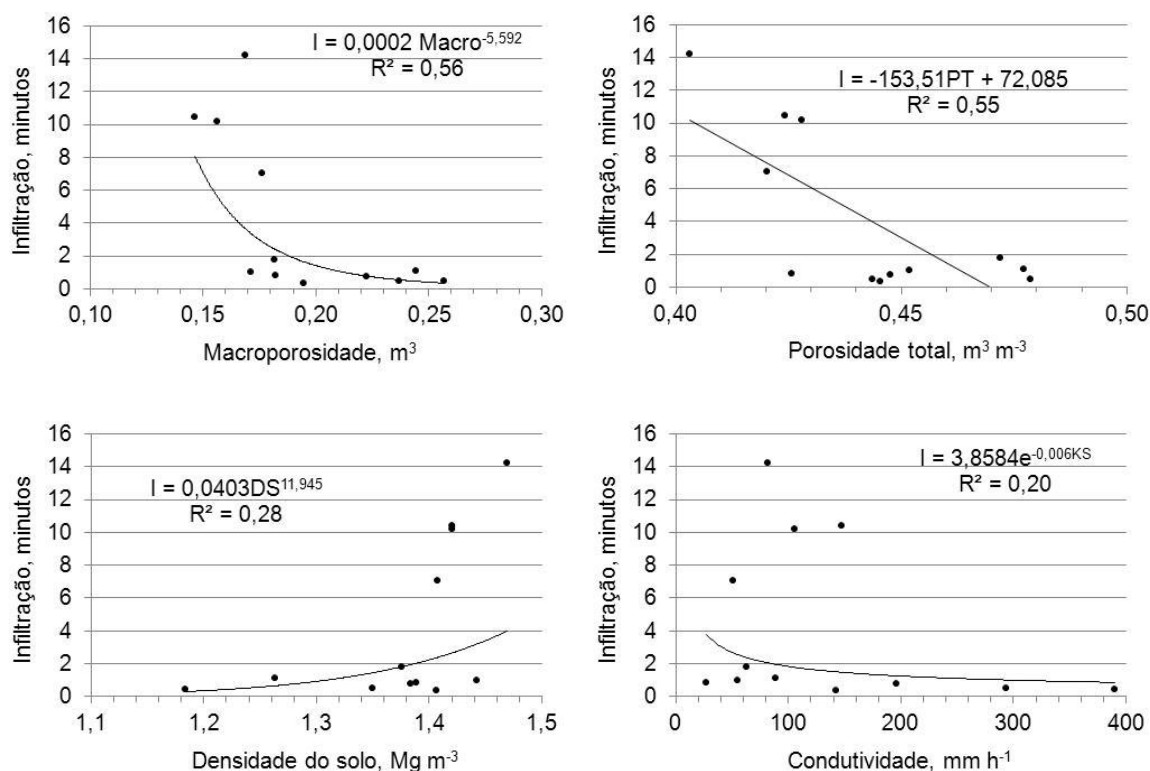 16
14
12
10
8
6
4
2
0
Infiltração, minutos
I = 0,0002 Macro⁻⁵,⁵⁹²
R² = 0,56
0,10 0,15 0,20 0,25 0,30
Macroporosidade, m³
16
14
12
10
8
6
4
2
0
Infiltração, minutos
I = -153,51PT + 72,085
R² = 0,55
0,40 0,45 0,50
Porosidade total, m³ m⁻³
16
14
12
10
8
6
4
2
0
Infiltração, minutos
I = 0,0403DS¹¹,⁹⁴⁵
R² = 0,28
1,1 1,2 1,3 1,4 1,5
Densidade do solo, Mg m⁻³
16
14
12
10
8
6
4
2
0
Infiltração, minutos
I = 3,8584e⁻⁰,⁰⁰⁶ᴷˢ
R² = 0,20
0 100 200 300 400
Condutividade, mm h⁻¹